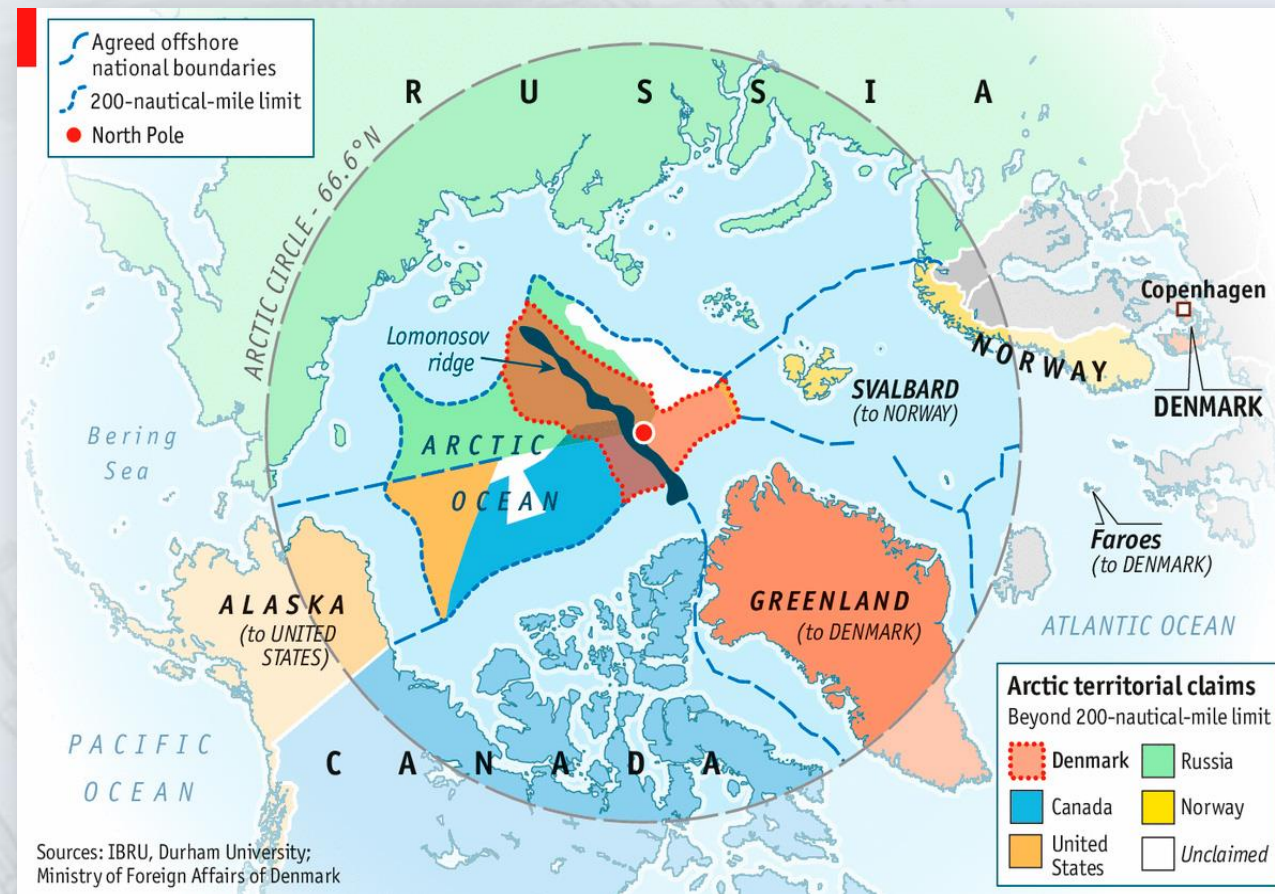 Agreed offshore
national boundaries
200-nautical-mile limit
North Pole
R U S S I A
ARCTIC CIRCLE - 66.6°N
Lomonosov
ridge
Copenhagen
NORWAY
SVALBARD
(to NORWAY)
DENMARK
Bering
Sea
ARCTIC
OCEAN
Faroes
(to DENMARK)
ALASKA
(to UNITED
STATES)
GREENLAND
(to DENMARK)
ATLANTIC OCEAN
PACIFIC
OCEAN
C A N A D A
Arctic territorial claims
Beyond 200-nautical-mile limit
Denmark
Russia
Canada
Norway
United
States
Unclaimed
Sources: IBRU, Durham University;
Ministry of Foreign Affairs of Denmark